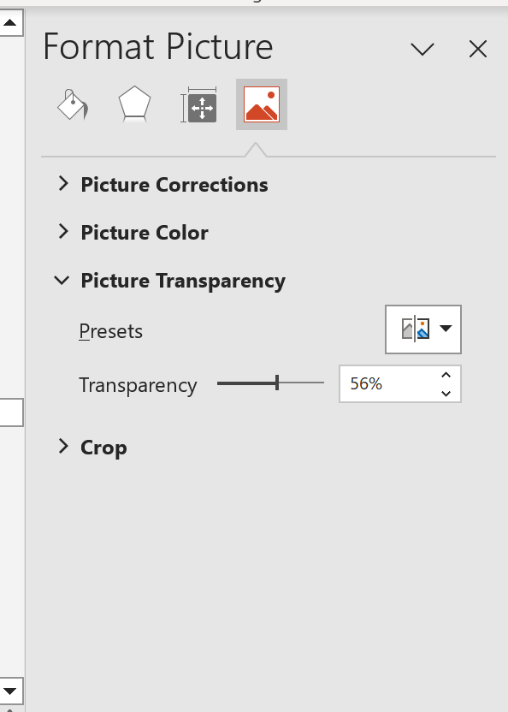 Format Picture
Picture Corrections
Picture Color
Picture Transparency
Presets
Transparency 56%
Crop